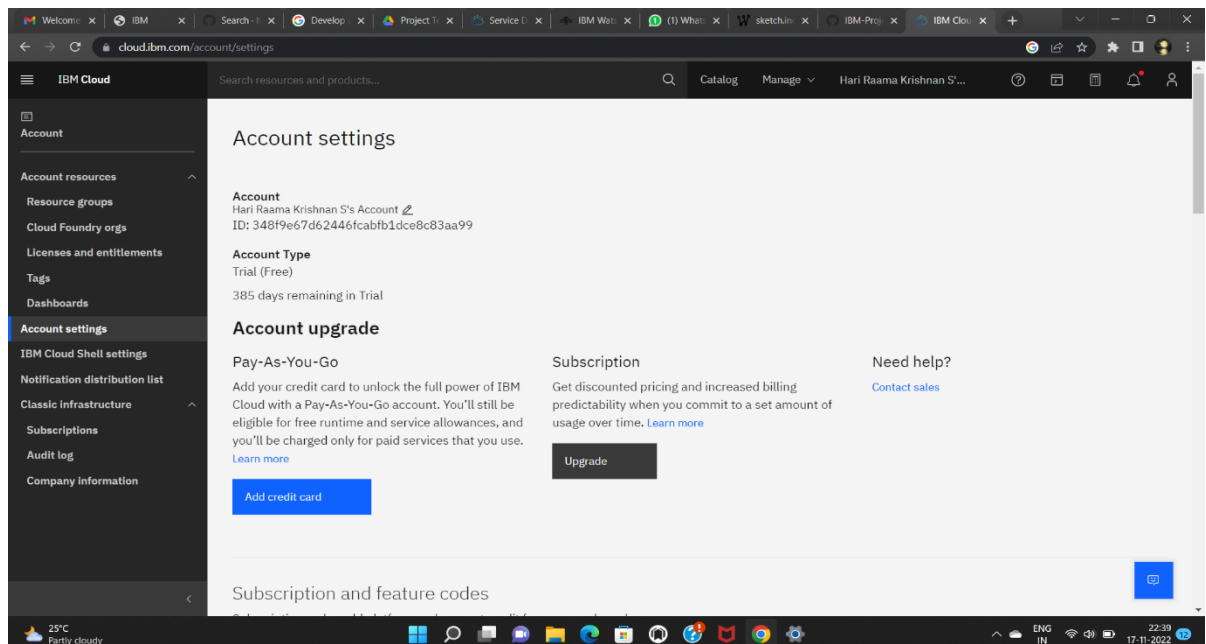 Welcome
IBM
Search - I
Develop
Project Te
Service D
IBM Wats
(1) Whats
sketch.in
IBM-Proj
IBM Clou
cloud.ibm.com/account/settings
IBM Cloud
Search resources and products...
Catalog
Manage
Hari Raama Krishnan S'...
Account
Account resources
Resource groups
Cloud Foundry orgs
Licenses and entitlements
Tags
Dashboards
Account settings
IBM Cloud Shell settings
Notification distribution list
Classic infrastructure
Subscriptions
Audit log
Company information
Account settings
Account
Hari Raama Krishnan S's Account
ID: 348f9e67d62446fcabfb1dce8c83aa99
Account Type
Trial (Free)
385 days remaining in Trial
Account upgrade
Pay-As-You-Go
Add your credit card to unlock the full power of IBM
Cloud with a Pay-As-You-Go account. You'll still be
eligible for free runtime and service allowances, and
you'll be charged only for paid services that you use.
Learn more
Add credit card
Subscription
Get discounted pricing and increased billing
predictability when you commit to a set amount of
usage over time. Learn more
Upgrade
Need help?
Contact sales
Subscription and feature codes
25°C
Partly cloudy
ENG
IN
22:39
17-11-2022
12